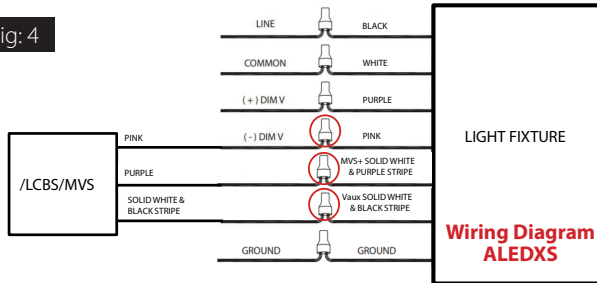 ig: 4
LINE
BLACK
COMMON
WHITE
( + ) DIM V
PURPLE
PINK
( - ) DIM V
PINK
PURPLE
MVS+ SOLID WHITE
& PURPLE STRIPE
SOLID WHITE &
BLACK STRIPE
Vaux SOLID WHITE
& BLACK STRIPE
GROUND
GROUND
/LCBS/MVS
LIGHT FIXTURE
Wiring Diagram
ALEDXS